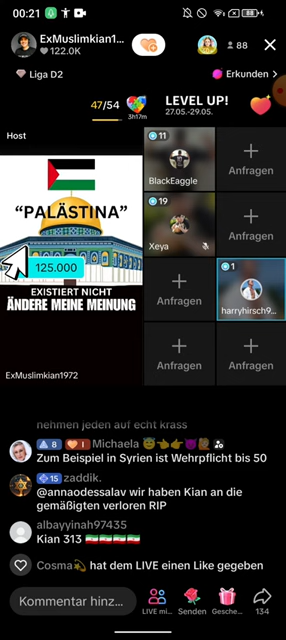 00:21
88
ExMuslimkian1...
122.0K
88
Liga D2
Erkunden
47/54
3h17m
LEVEL UP!
27.05.-29.05.
Host
"PALÄSTINA"
125.000
EXISTIERT NICHT
ÄNDERE MEINE MEINUNG
ExMuslimkian1972
11
BlackEaggle
Anfragen
19
Xeya
Anfragen
Anfragen
1
harryhirsch9...
Anfragen
Anfragen
nehmen jeden auf echt krass
8
1
Michaela 😇👉👉😈🙋
Zum Beispiel in Syrien ist Wehrpflicht bis 50
15
zaddik.
@annaodessalav wir haben Kian an die
gemäßigten verloren RIP
albayyinah97435
Kian 313 🇮🇷🇮🇷🇮🇷🇮🇷
Cosma💫 hat dem LIVE einen Like gegeben
Kommentar hinz...
LIVE mi...
Senden
Gesche...
134